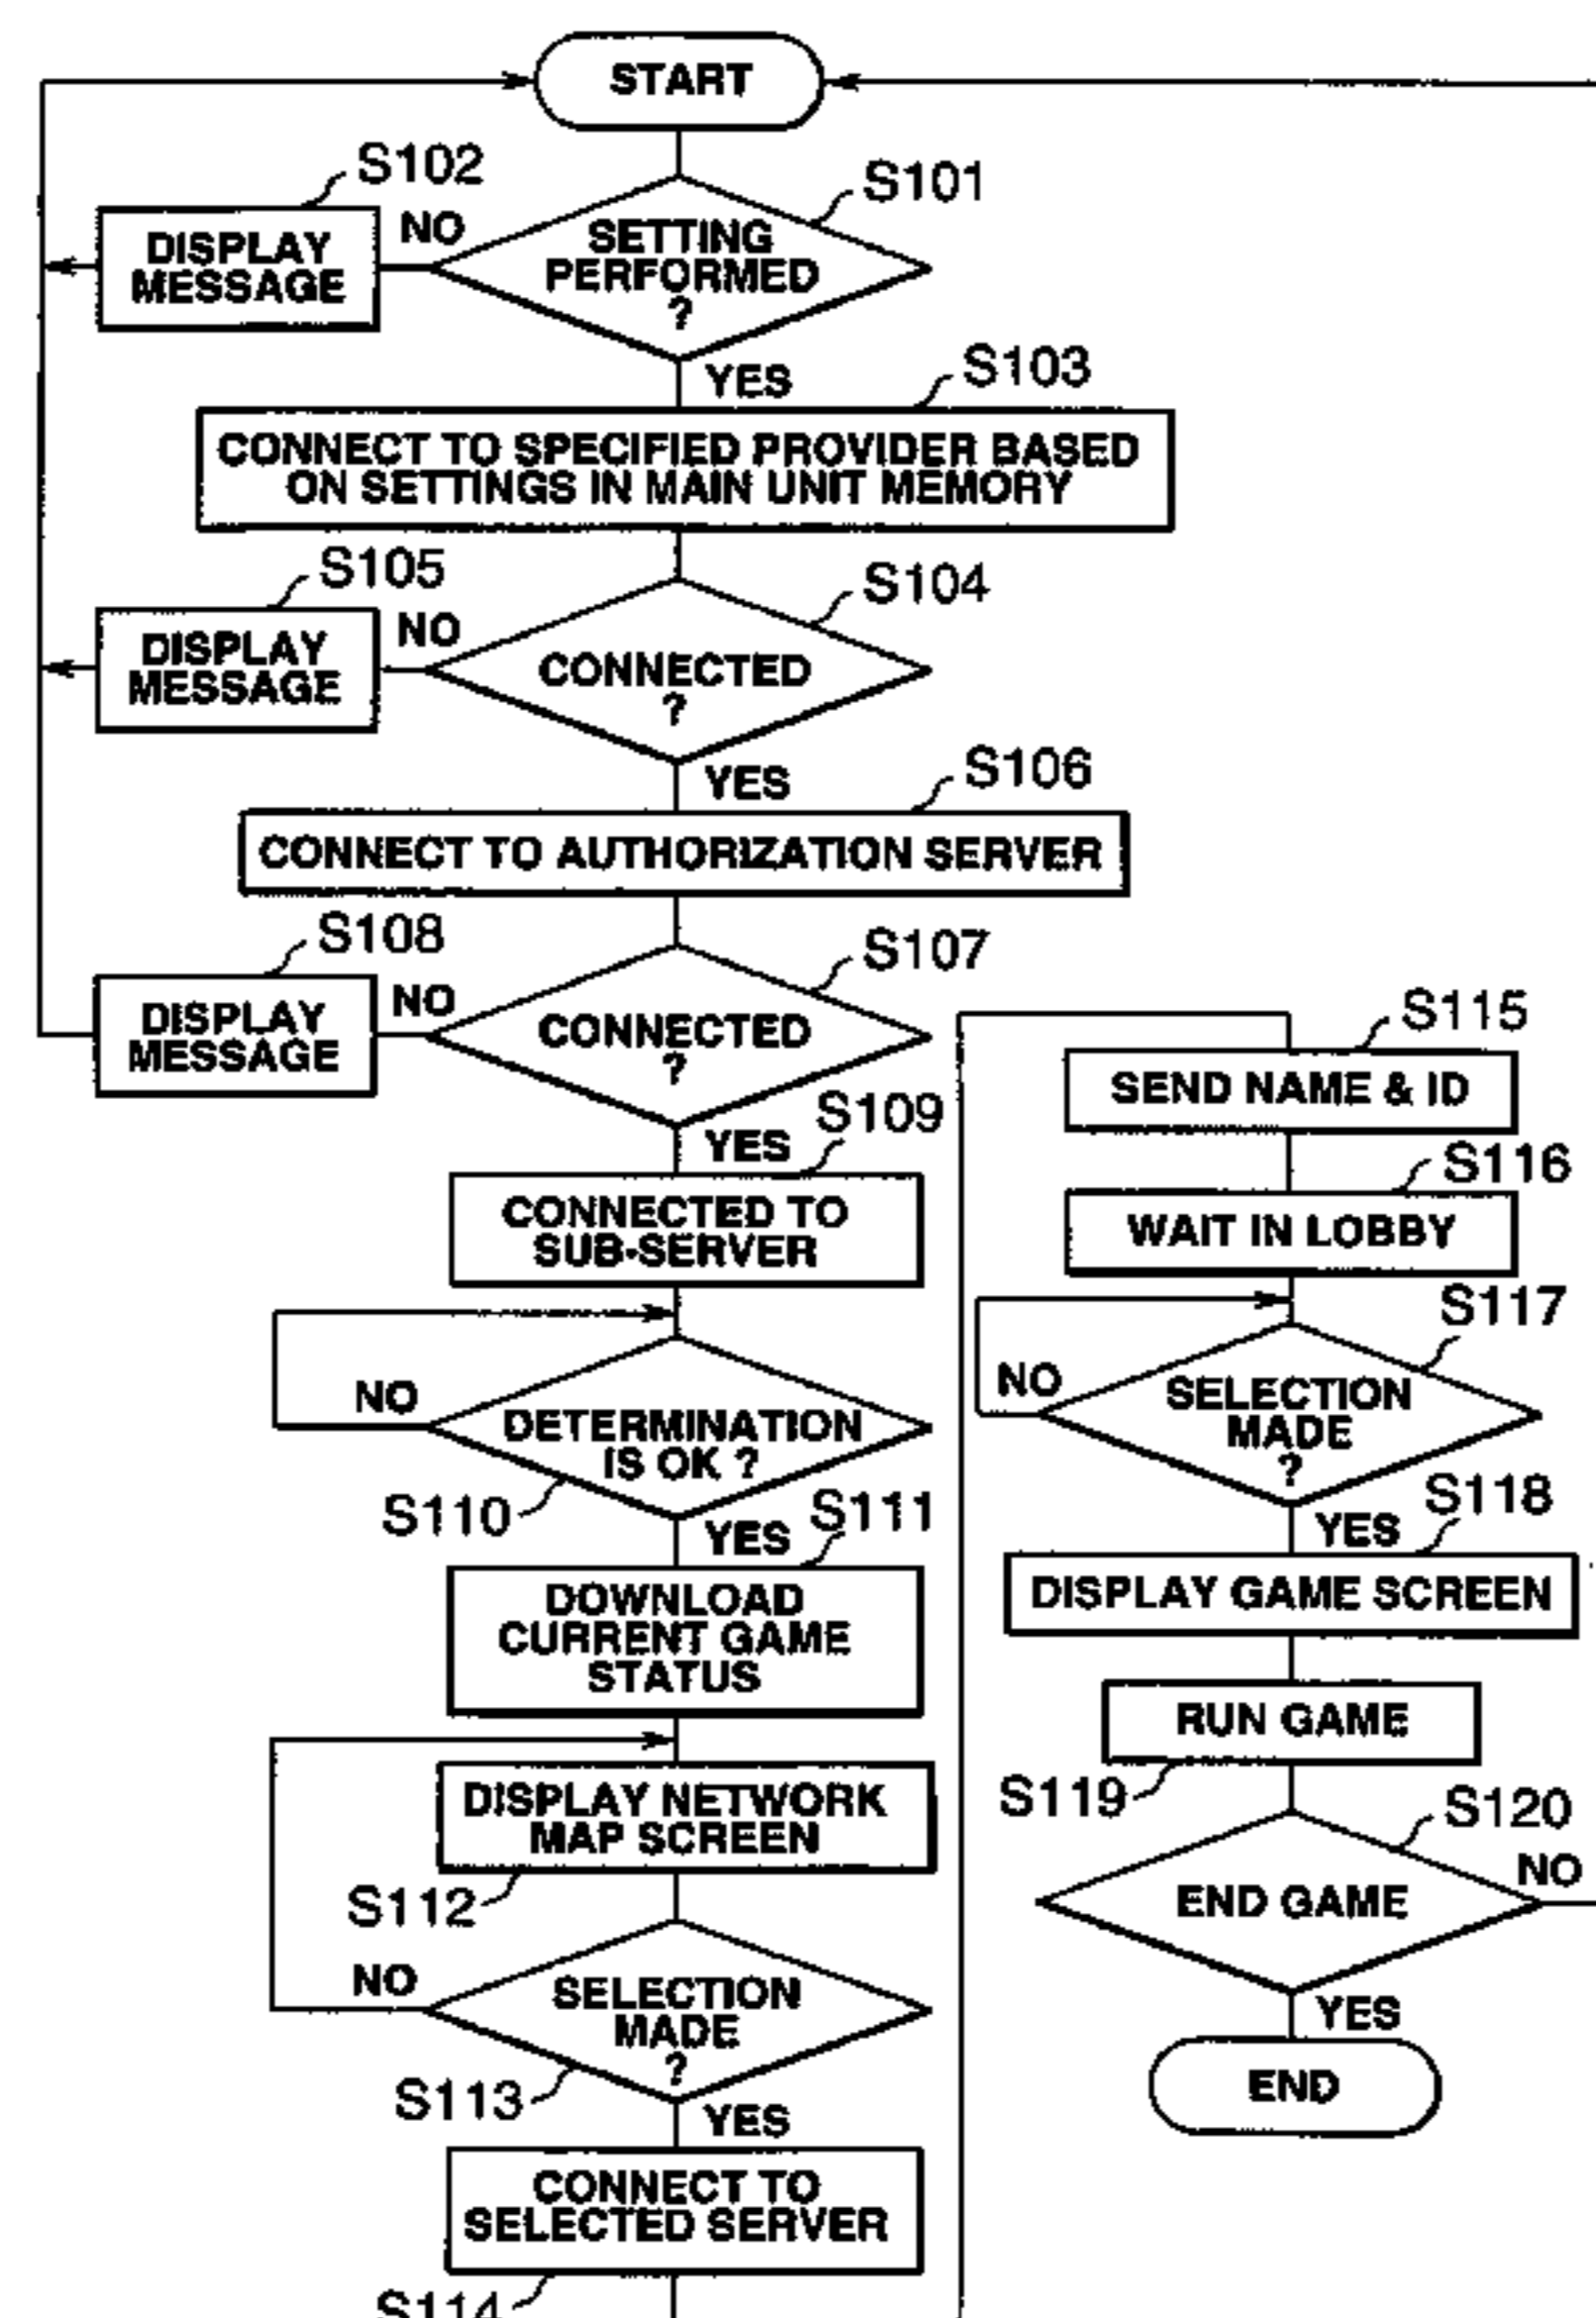 START
S102
S101
DISPLAY
MESSAGE
NO
SETTING
PERFORMED
?
YES
S103
CONNECT TO SPECIFIED PROVIDER BASED
ON SETTINGS IN MAIN UNIT MEMORY
S105
S104
DISPLAY
MESSAGE
NO
CONNECTED
?
YES
S106
CONNECT TO AUTHORIZATION SERVER
S108
S107
DISPLAY
MESSAGE
NO
CONNECTED
?
YES
S109
CONNECTED TO
SUB-SERVER
NO
DETERMINATION
IS OK ?
S110
YES
S111
DOWNLOAD
CURRENT GAME
STATUS
DISPLAY NETWORK
MAP SCREEN
S112
NO
SELECTION
MADE
?
S113
YES
CONNECT TO
SELECTED SERVER
S114
S115
SEND NAME & ID
S116
WAIT IN LOBBY
S117
NO
SELECTION
MADE
?
YES
S118
DISPLAY GAME SCREEN
RUN GAME
S119
S120
END GAME
NO
YES
END